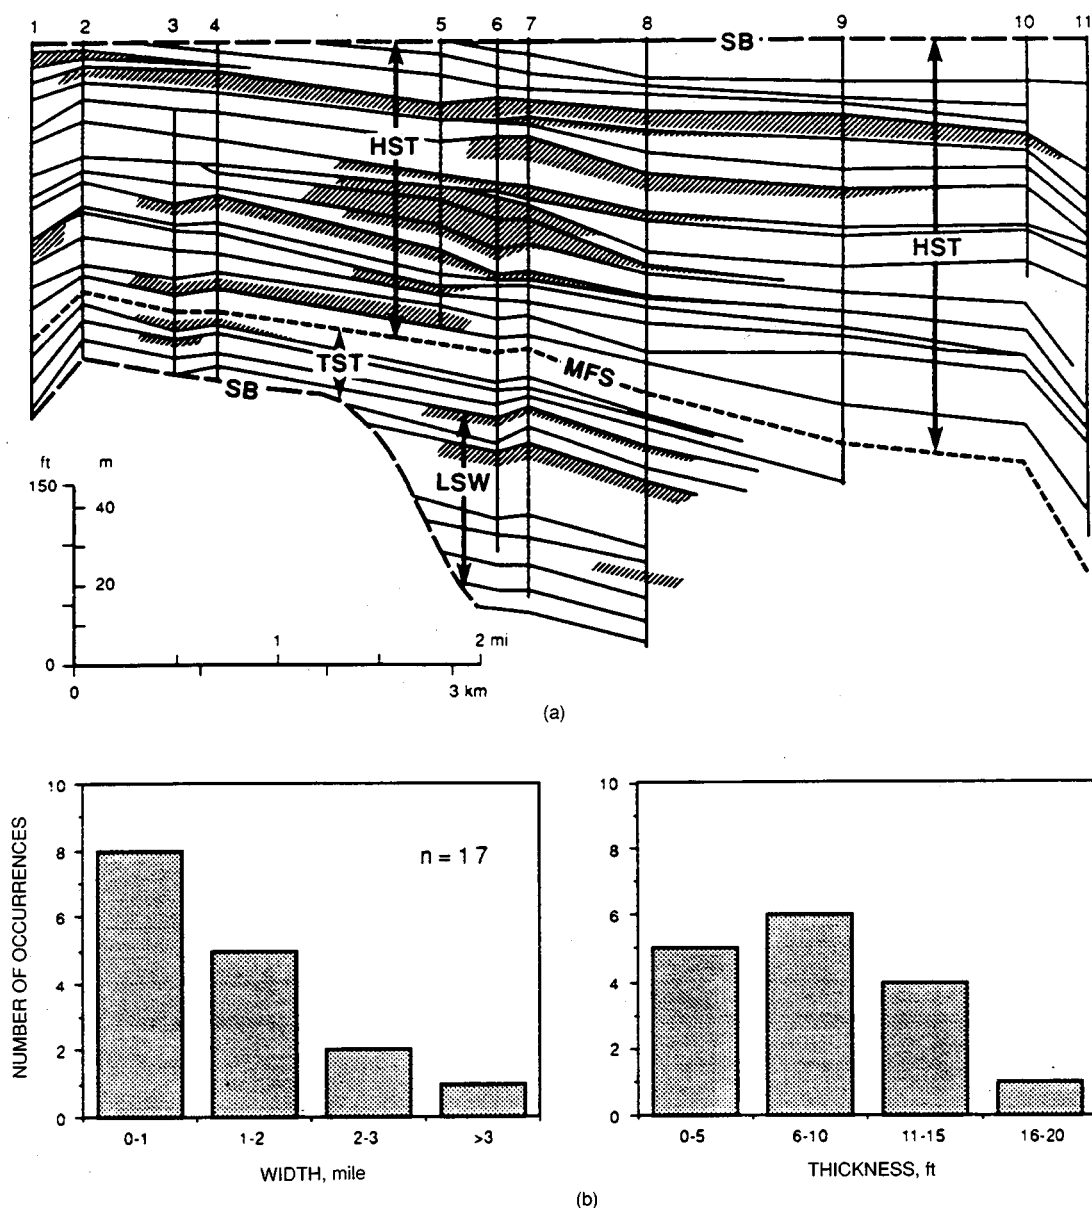 1 2 3 4 5 6 7 8 9 10 11
SB
HST
HST
TST
MFS
SB
LSW
ft m
150
40
20
0
1 2 mi
0 3 km
(a)
10
8
6
4
2
0
NUMBER OF OCCURRENCES
n = 17
0-1 1-2 2-3 >3
WIDTH, mile
10
8
6
4
2
0
0-5 6-10 11-15 16-20
THICKNESS, ft
(b)